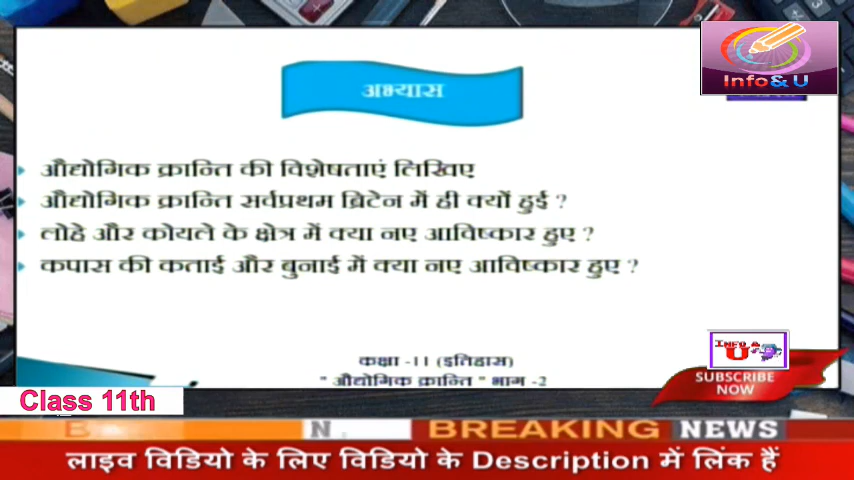 Info&U
अभ्यास
औद्योगिक क्रान्ति की विशेषताएं लिखिए
औद्योगिक क्रान्ति सर्वप्रथम ब्रिटेन में ही क्यों हुई ?
लोहे और कोयले के क्षेत्र में क्या नए आविष्कार हुए ?
कपास की कताई और बुनाई में क्या नए आविष्कार हुए ?
INFO &
U
कक्षा -11 (इतिहास)
" औद्योगिक क्रान्ति " भाग -2
SUBSCRIBE
NOW
Class 11th
BREAKING NEWS
लाइव विडियो के लिए विडियो के Description में लिंक हैं